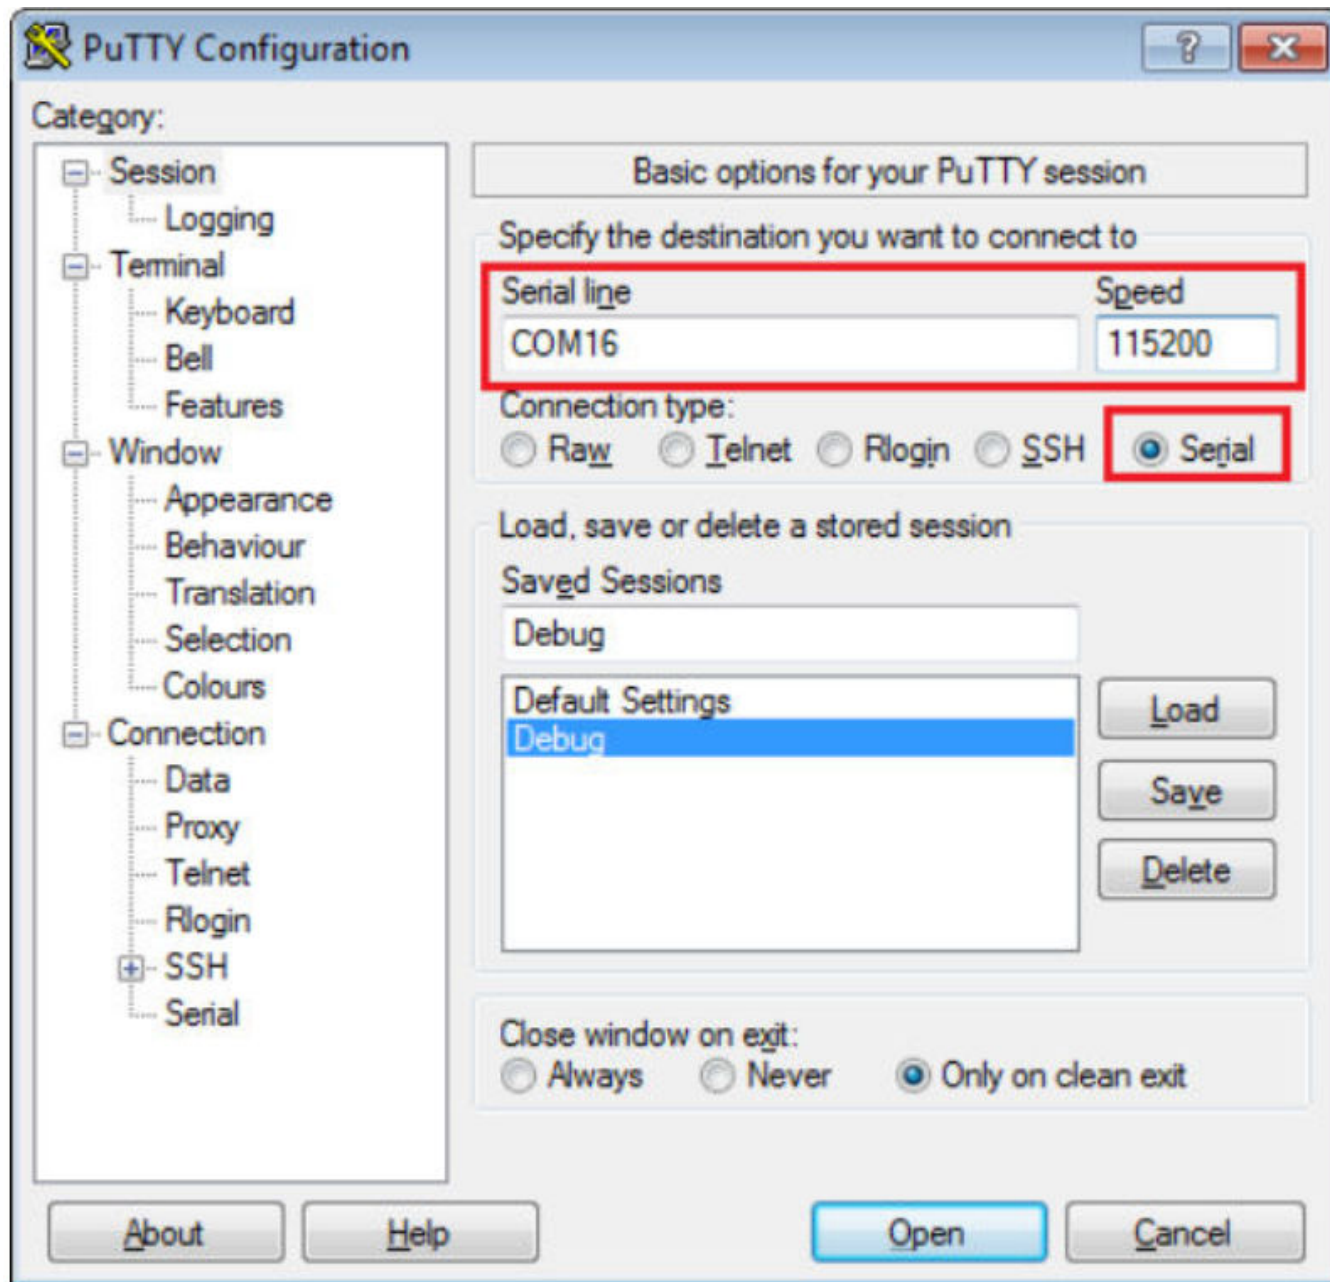 PuTTY Configuration
?
Category:
Session
Logging
Terminal
Keyboard
Bell
Features
Window
Appearance
Behaviour
Translation
Selection
Colours
Connection
Data
Proxy
Telnet
Rlogin
SSH
Serial
Basic options for your PuTTY session
Specify the destination you want to connect to
Serial line Speed
COM16 115200
Connection type:
Raw Telnet Rlogin SSH Serial
Load, save or delete a stored session
Saved Sessions
Debug
Default Settings
Debug
Load
Save
Delete
Close window on exit:
Always Never Only on clean exit
About Help Open Cancel